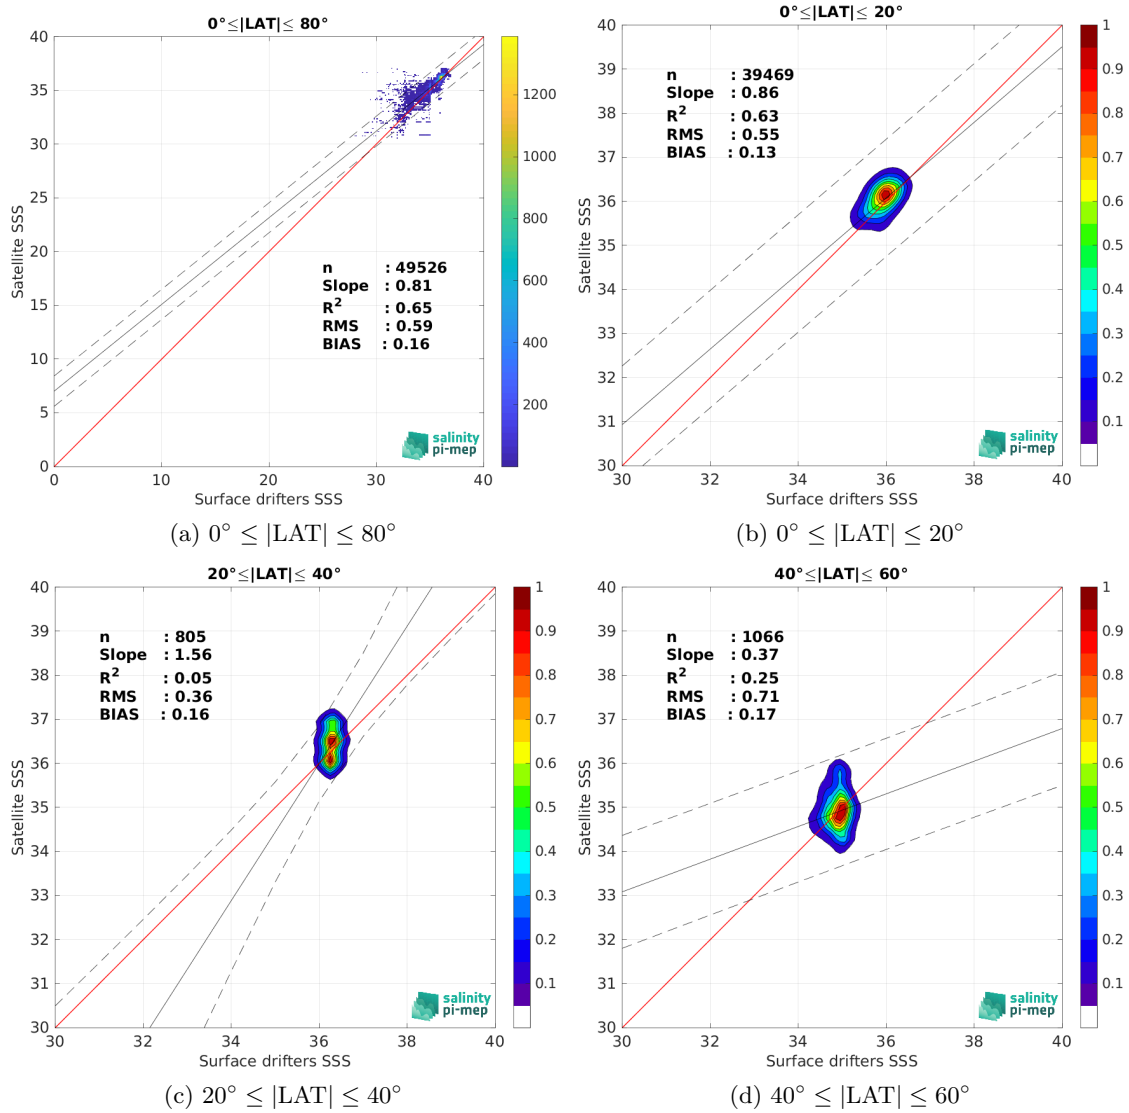 0°≤|LAT|≤ 80°
40
35
30
25
20
15
10
5
0
Satellite SSS
n : 49526
Slope : 0.81
R² : 0.65
RMS : 0.59
BIAS : 0.16
salinity
pi-mep
0 10 20 30 40
Surface drifters SSS
1200
1000
800
600
400
200
(a) 0° ≤ |LAT| ≤ 80°
0°≤|LAT|≤ 20°
40
39
38
37
36
35
34
33
32
31
30
Satellite SSS
n : 39469
Slope : 0.86
R² : 0.63
RMS : 0.55
BIAS : 0.13
salinity
pi-mep
30 32 34 36 38 40
Surface drifters SSS
1
0.9
0.8
0.7
0.6
0.5
0.4
0.3
0.2
0.1
(b) 0° ≤ |LAT| ≤ 20°
20°≤|LAT|≤ 40°
40
39
38
37
36
35
34
33
32
31
30
Satellite SSS
n : 805
Slope : 1.56
R² : 0.05
RMS : 0.36
BIAS : 0.16
salinity
pi-mep
30 32 34 36 38 40
Surface drifters SSS
1
0.9
0.8
0.7
0.6
0.5
0.4
0.3
0.2
0.1
(c) 20° ≤ |LAT| ≤ 40°
40°≤|LAT|≤ 60°
40
39
38
37
36
35
34
33
32
31
30
Satellite SSS
n : 1066
Slope : 0.37
R² : 0.25
RMS : 0.71
BIAS : 0.17
salinity
pi-mep
30 32 34 36 38 40
Surface drifters SSS
1
0.9
0.8
0.7
0.6
0.5
0.4
0.3
0.2
0.1
(d) 40° ≤ |LAT| ≤ 60°